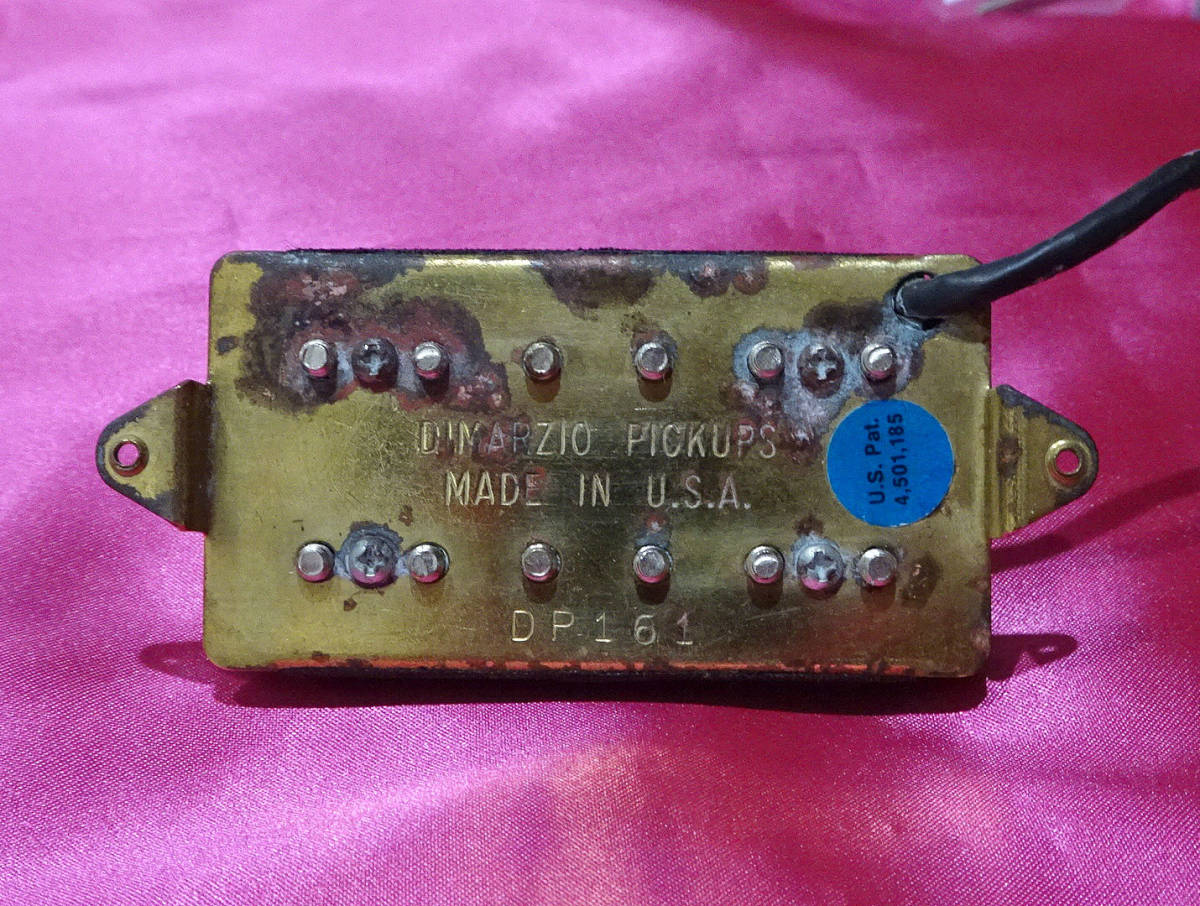 DIMARZIO PICKUPS
MADE IN U.S.A.
U.S. Pat.
4,501,185
DP161